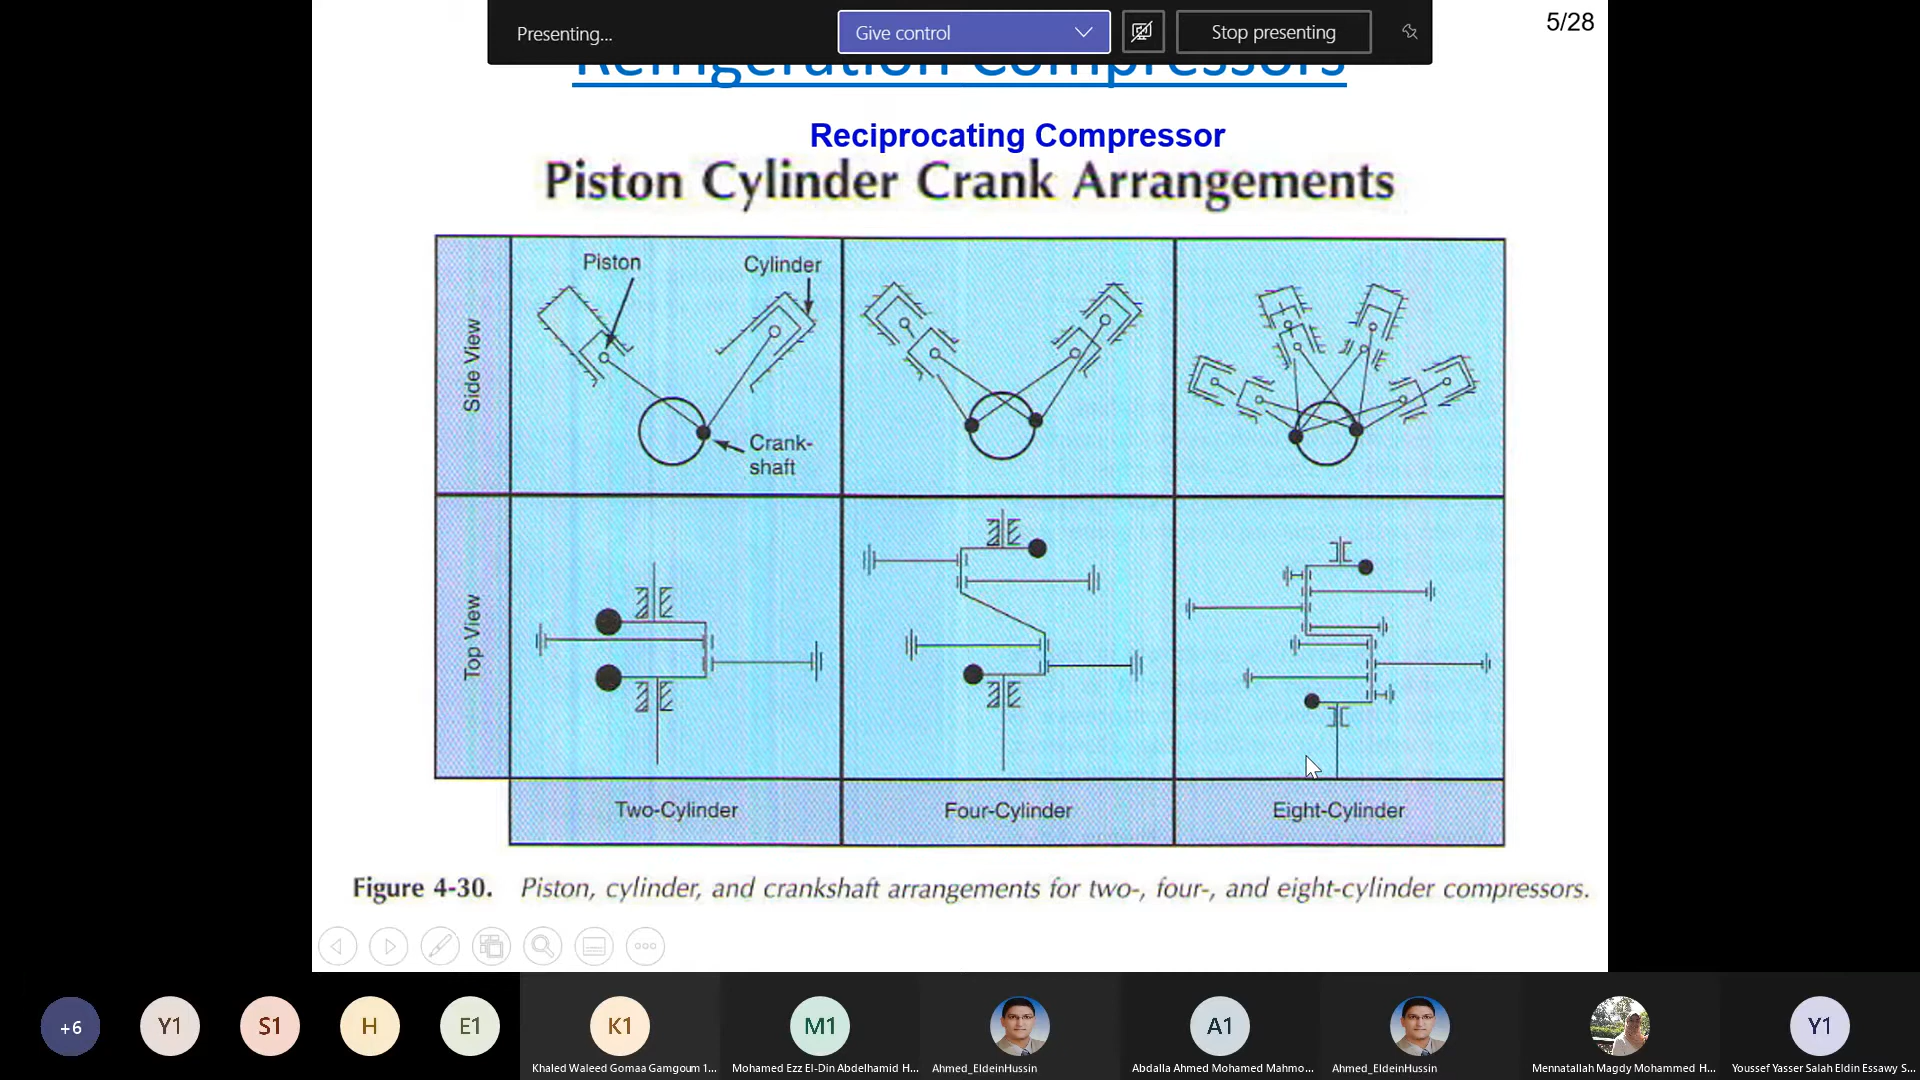 Presenting...
Give control
Stop presenting
5/28
Refrigeration Compressors
Reciprocating Compressor
Piston Cylinder Crank Arrangements
Side View
Piston
Cylinder
Crank-
shaft
Top View
Two-Cylinder
Four-Cylinder
Eight-Cylinder
Figure 4-30. Piston, cylinder, and crankshaft arrangements for two-, four-, and eight-cylinder compressors.
+6
Y1
S1
H
E1
K1
M1
A1
Y1
Khaled Waleed Gomaa Gamgoum 1...
Mohamed Ezz El-Din Abdelhamid H...
Ahmed_EldeinHussin
Abdalla Ahmed Mohamed Mahmo...
Ahmed_EldeinHussin
Mennatallah Magdy Mohammed H...
Youssef Yasser Salah Eldin Essawy S...